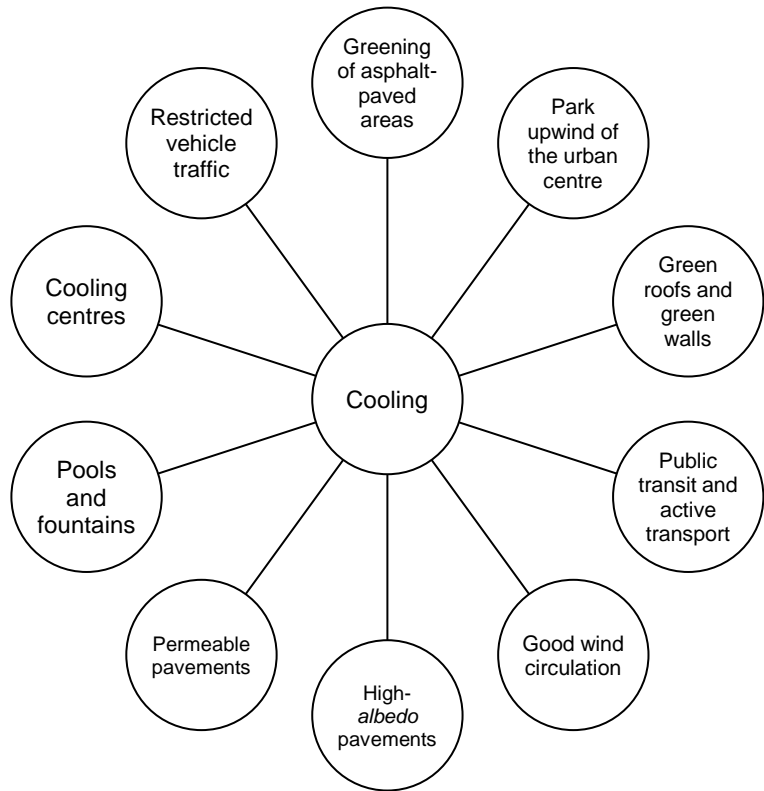 Greening
of asphalt-
paved
areas
Park
upwind of
the urban
centre
Green
roofs and
green
walls
Public
transit and
active
transport
Good wind
circulation
High-
albedo
pavements
Permeable
pavements
Pools
and
fountains
Cooling
centres
Restricted
vehicle
traffic
Cooling